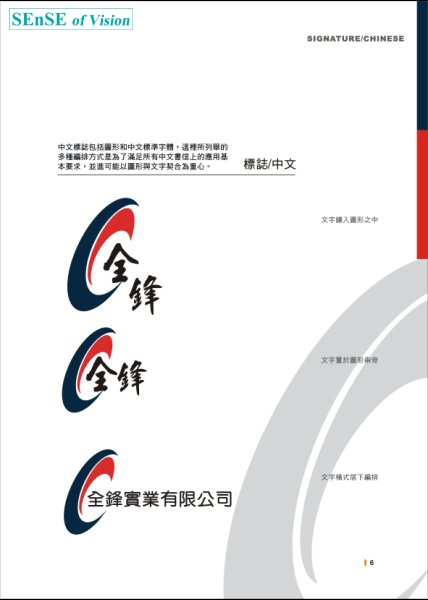 SEnSE of Vision
SIGNATURE/CHINESE
中文標誌包括圖形和中文標準字體，這裡所列舉的
多種編排方式是為了滿足所有中文書信上的應用基
本要求，並進可能以圖形與文字契合為重心。
標誌/中文
文字鑲入圖形之中
全鋒
文字置於圖形兩旁
全鋒
文字橫式居下編排
全鋒實業有限公司
6